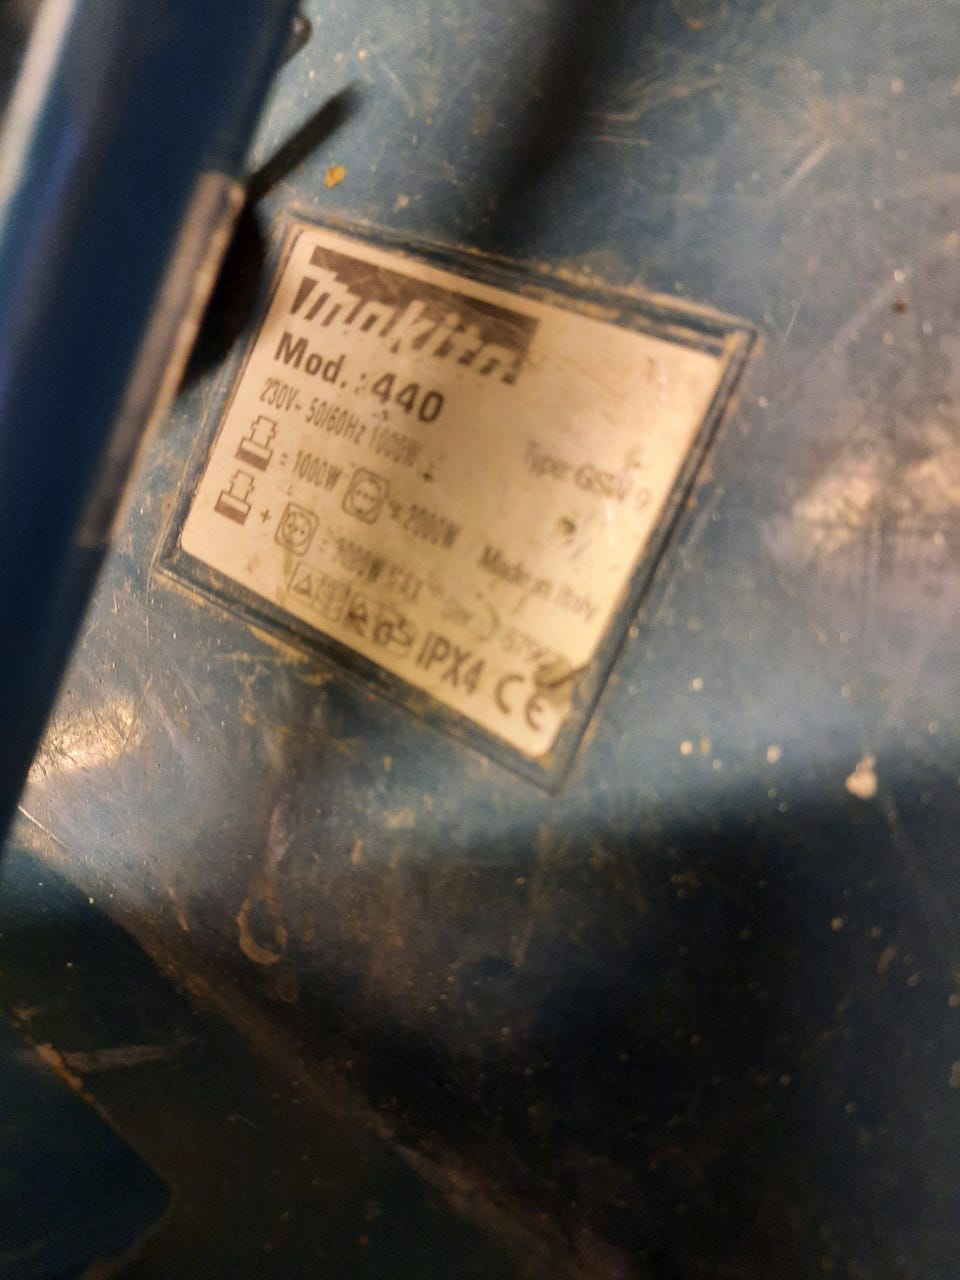 makita
Mod.: 440
230V~ 50/60Hz 1000W
Type: GSW
= 1000W = 2000W
Made in Italy
+ =
IPX4 CE